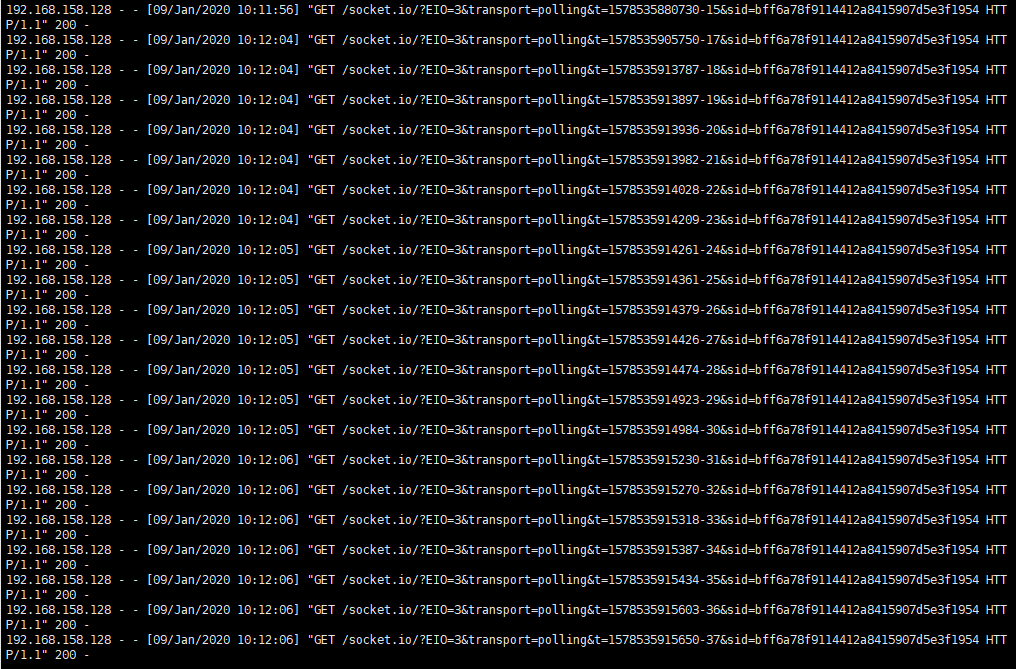 192.168.158.128 - - [09/Jan/2020 10:11:56] "GET /socket.io/?EIO=3&transport=polling&t=1578535880730-15&sid=bff6a78f9114412a8415907d5e3f1954 HTT
P/1.1" 200 -
192.168.158.128 - - [09/Jan/2020 10:12:04] "GET /socket.io/?EIO=3&transport=polling&t=1578535905750-17&sid=bff6a78f9114412a8415907d5e3f1954 HTT
P/1.1" 200 -
192.168.158.128 - - [09/Jan/2020 10:12:04] "GET /socket.io/?EIO=3&transport=polling&t=1578535913787-18&sid=bff6a78f9114412a8415907d5e3f1954 HTT
P/1.1" 200 -
192.168.158.128 - - [09/Jan/2020 10:12:04] "GET /socket.io/?EIO=3&transport=polling&t=1578535913897-19&sid=bff6a78f9114412a8415907d5e3f1954 HTT
P/1.1" 200 -
192.168.158.128 - - [09/Jan/2020 10:12:04] "GET /socket.io/?EIO=3&transport=polling&t=1578535913936-20&sid=bff6a78f9114412a8415907d5e3f1954 HTT
P/1.1" 200 -
192.168.158.128 - - [09/Jan/2020 10:12:04] "GET /socket.io/?EIO=3&transport=polling&t=1578535913982-21&sid=bff6a78f9114412a8415907d5e3f1954 HTT
P/1.1" 200 -
192.168.158.128 - - [09/Jan/2020 10:12:04] "GET /socket.io/?EIO=3&transport=polling&t=1578535914028-22&sid=bff6a78f9114412a8415907d5e3f1954 HTT
P/1.1" 200 -
192.168.158.128 - - [09/Jan/2020 10:12:04] "GET /socket.io/?EIO=3&transport=polling&t=1578535914209-23&sid=bff6a78f9114412a8415907d5e3f1954 HTT
P/1.1" 200 -
192.168.158.128 - - [09/Jan/2020 10:12:05] "GET /socket.io/?EIO=3&transport=polling&t=1578535914261-24&sid=bff6a78f9114412a8415907d5e3f1954 HTT
P/1.1" 200 -
192.168.158.128 - - [09/Jan/2020 10:12:05] "GET /socket.io/?EIO=3&transport=polling&t=1578535914361-25&sid=bff6a78f9114412a8415907d5e3f1954 HTT
P/1.1" 200 -
192.168.158.128 - - [09/Jan/2020 10:12:05] "GET /socket.io/?EIO=3&transport=polling&t=1578535914379-26&sid=bff6a78f9114412a8415907d5e3f1954 HTT
P/1.1" 200 -
192.168.158.128 - - [09/Jan/2020 10:12:05] "GET /socket.io/?EIO=3&transport=polling&t=1578535914426-27&sid=bff6a78f9114412a8415907d5e3f1954 HTT
P/1.1" 200 -
192.168.158.128 - - [09/Jan/2020 10:12:05] "GET /socket.io/?EIO=3&transport=polling&t=1578535914474-28&sid=bff6a78f9114412a8415907d5e3f1954 HTT
P/1.1" 200 -
192.168.158.128 - - [09/Jan/2020 10:12:05] "GET /socket.io/?EIO=3&transport=polling&t=1578535914923-29&sid=bff6a78f9114412a8415907d5e3f1954 HTT
P/1.1" 200 -
192.168.158.128 - - [09/Jan/2020 10:12:05] "GET /socket.io/?EIO=3&transport=polling&t=1578535914984-30&sid=bff6a78f9114412a8415907d5e3f1954 HTT
P/1.1" 200 -
192.168.158.128 - - [09/Jan/2020 10:12:06] "GET /socket.io/?EIO=3&transport=polling&t=1578535915230-31&sid=bff6a78f9114412a8415907d5e3f1954 HTT
P/1.1" 200 -
192.168.158.128 - - [09/Jan/2020 10:12:06] "GET /socket.io/?EIO=3&transport=polling&t=1578535915270-32&sid=bff6a78f9114412a8415907d5e3f1954 HTT
P/1.1" 200 -
192.168.158.128 - - [09/Jan/2020 10:12:06] "GET /socket.io/?EIO=3&transport=polling&t=1578535915318-33&sid=bff6a78f9114412a8415907d5e3f1954 HTT
P/1.1" 200 -
192.168.158.128 - - [09/Jan/2020 10:12:06] "GET /socket.io/?EIO=3&transport=polling&t=1578535915387-34&sid=bff6a78f9114412a8415907d5e3f1954 HTT
P/1.1" 200 -
192.168.158.128 - - [09/Jan/2020 10:12:06] "GET /socket.io/?EIO=3&transport=polling&t=1578535915434-35&sid=bff6a78f9114412a8415907d5e3f1954 HTT
P/1.1" 200 -
192.168.158.128 - - [09/Jan/2020 10:12:06] "GET /socket.io/?EIO=3&transport=polling&t=1578535915603-36&sid=bff6a78f9114412a8415907d5e3f1954 HTT
P/1.1" 200 -
192.168.158.128 - - [09/Jan/2020 10:12:06] "GET /socket.io/?EIO=3&transport=polling&t=1578535915650-37&sid=bff6a78f9114412a8415907d5e3f1954 HTT
P/1.1" 200 -